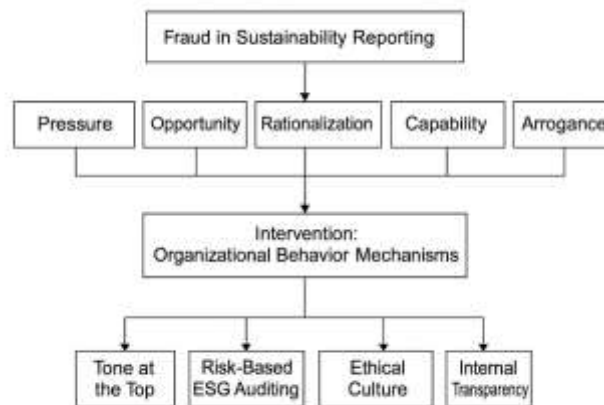 Fraud in Sustainability Reporting
Pressure
Opportunity
Rationalization
Capability
Arrogance
Intervention:
Organizational Behavior Mechanisms
Tone at
the Top
Risk-Based
ESG Auditing
Ethical
Culture
Internal
Transparency